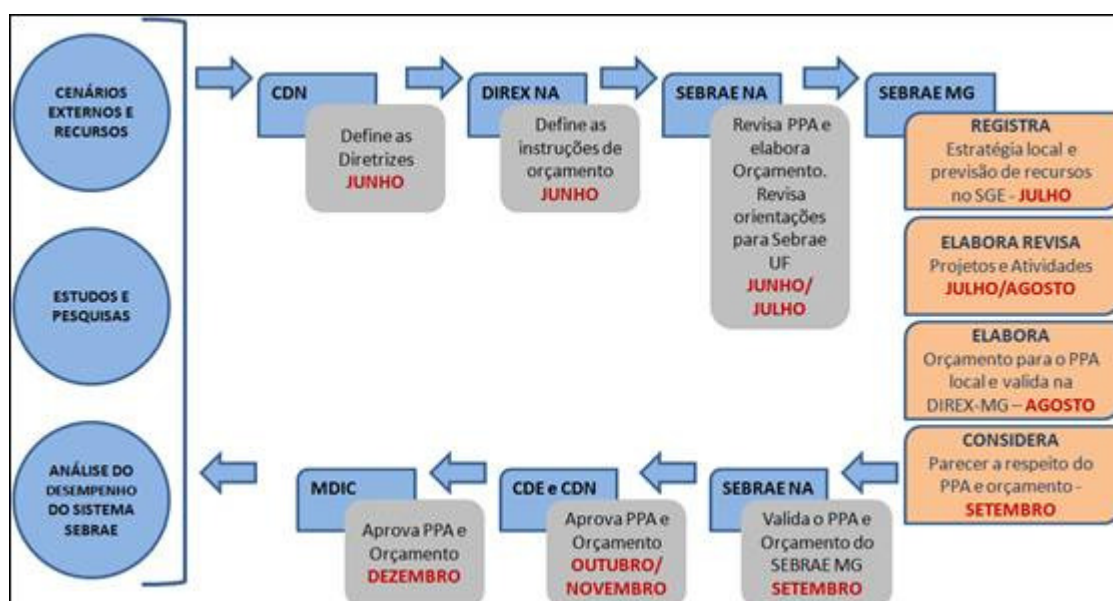 CENÁRIOS
EXTERNOS E
RECURSOS
ESTUDOS E
PESQUISAS
ANÁLISE DO
DESEMPENHO
DO SISTEMA
SEBRAE
CDN
Define as
Diretrizes
JUNHO
DIREX NA
Define as
instruções de
orçamento
JUNHO
SEBRAE NA
Revisa PPA e
elabora
Orçamento.
Revisa
orientações
para Sebrae
UF
JUNHO/
JULHO
SEBRAE MG
REGISTRA
Estratégia local e
previsão de recursos
no SGE - JULHO
ELABORA REVISA
Projetos e Atividades
JULHO/AGOSTO
ELABORA
Orçamento para o PPA
local e valida na
DIREX-MG – AGOSTO
CONSIDERA
Parecer a respeito do
PPA e orçamento -
SETEMBRO
SEBRAE NA
Valida o PPA e
Orçamento do
SEBRAE MG
SETEMBRO
CDE e CDN
Aprova PPA e
Orçamento
OUTUBRO/
NOVEMBRO
MDIC
Aprova PPA e
Orçamento
DEZEMBRO